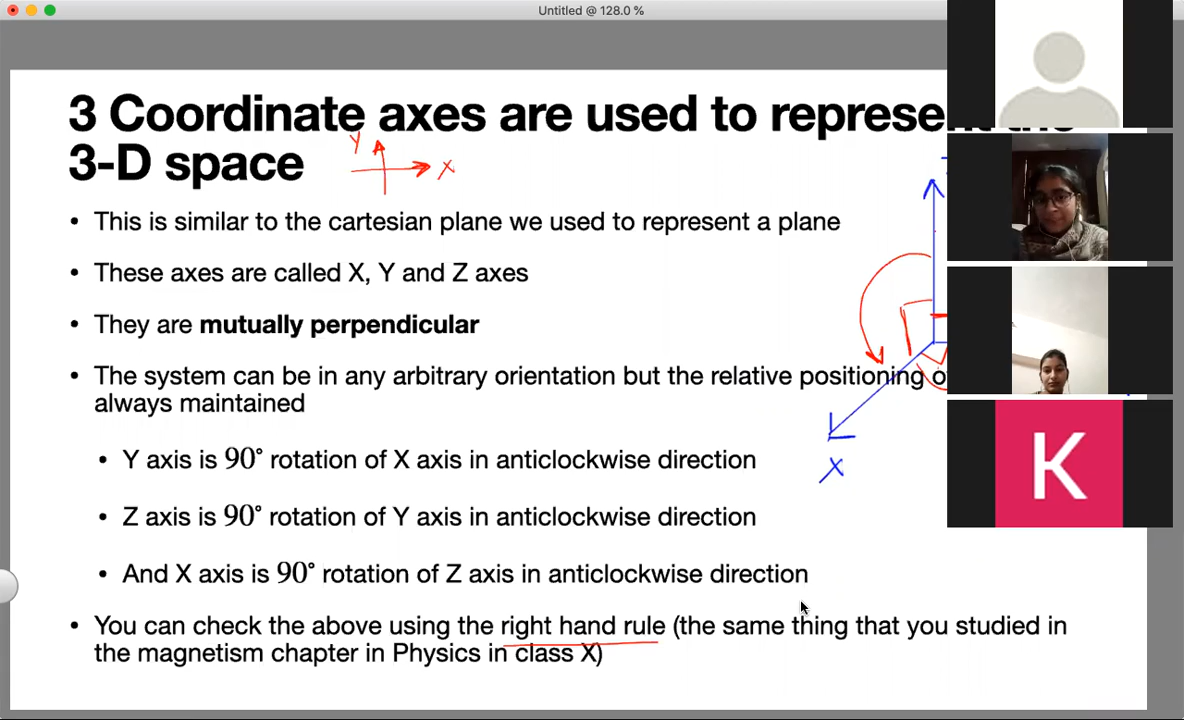 Untitled @ 128.0 %
3 Coordinate axes are used to represent the
3-D space
Y
X
This is similar to the cartesian plane we used to represent a plane
These axes are called X, Y and Z axes
They are mutually perpendicular
The system can be in any arbitrary orientation but the relative positioning
always maintained
X
Y axis is 90° rotation of X axis in anticlockwise direction
Z axis is 90° rotation of Y axis in anticlockwise direction
And X axis is 90° rotation of Z axis in anticlockwise direction
You can check the above using the right hand rule (the same thing that you studied in
the magnetism chapter in Physics in class X)
K